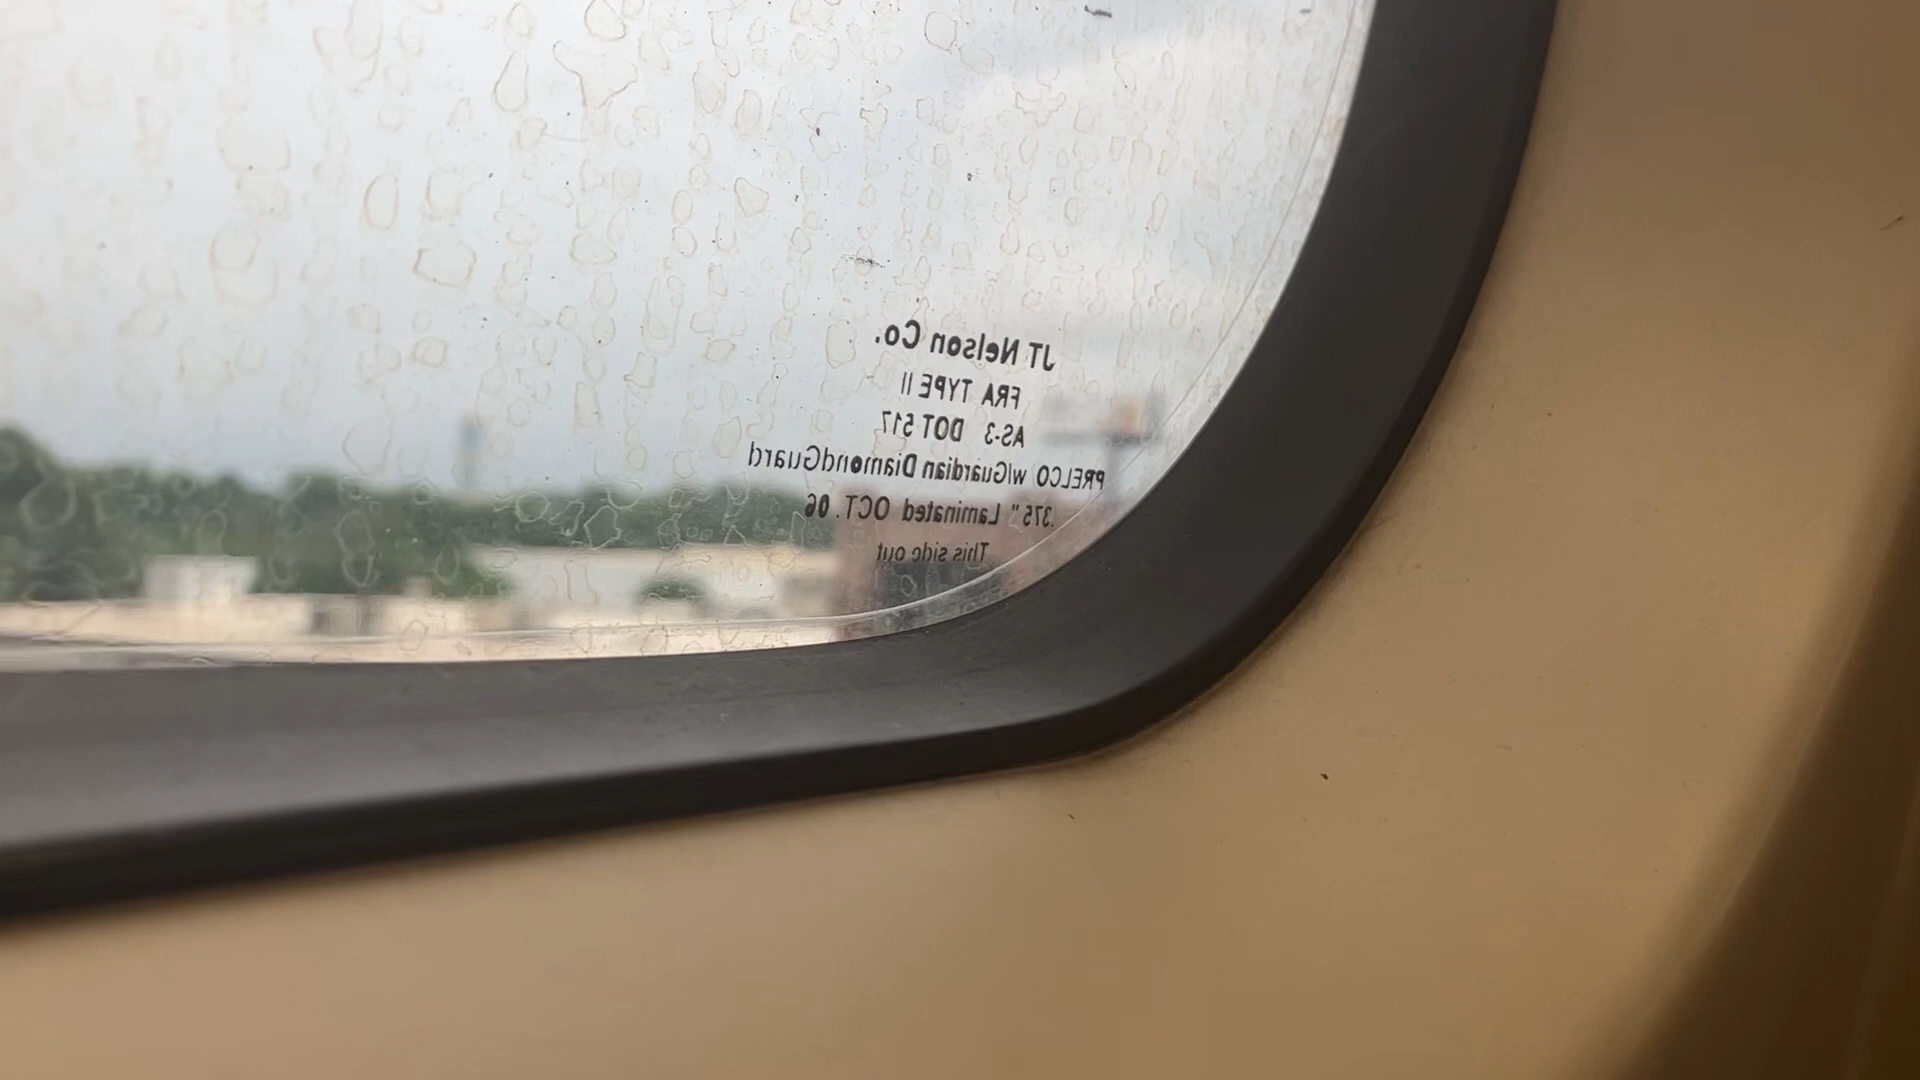 JT Nelson Co.
FRA TYPE II
AS-3 DOT 517
PRELCO w/Guardian DiamondGuard
.375" Laminated OCT. 06
This side out